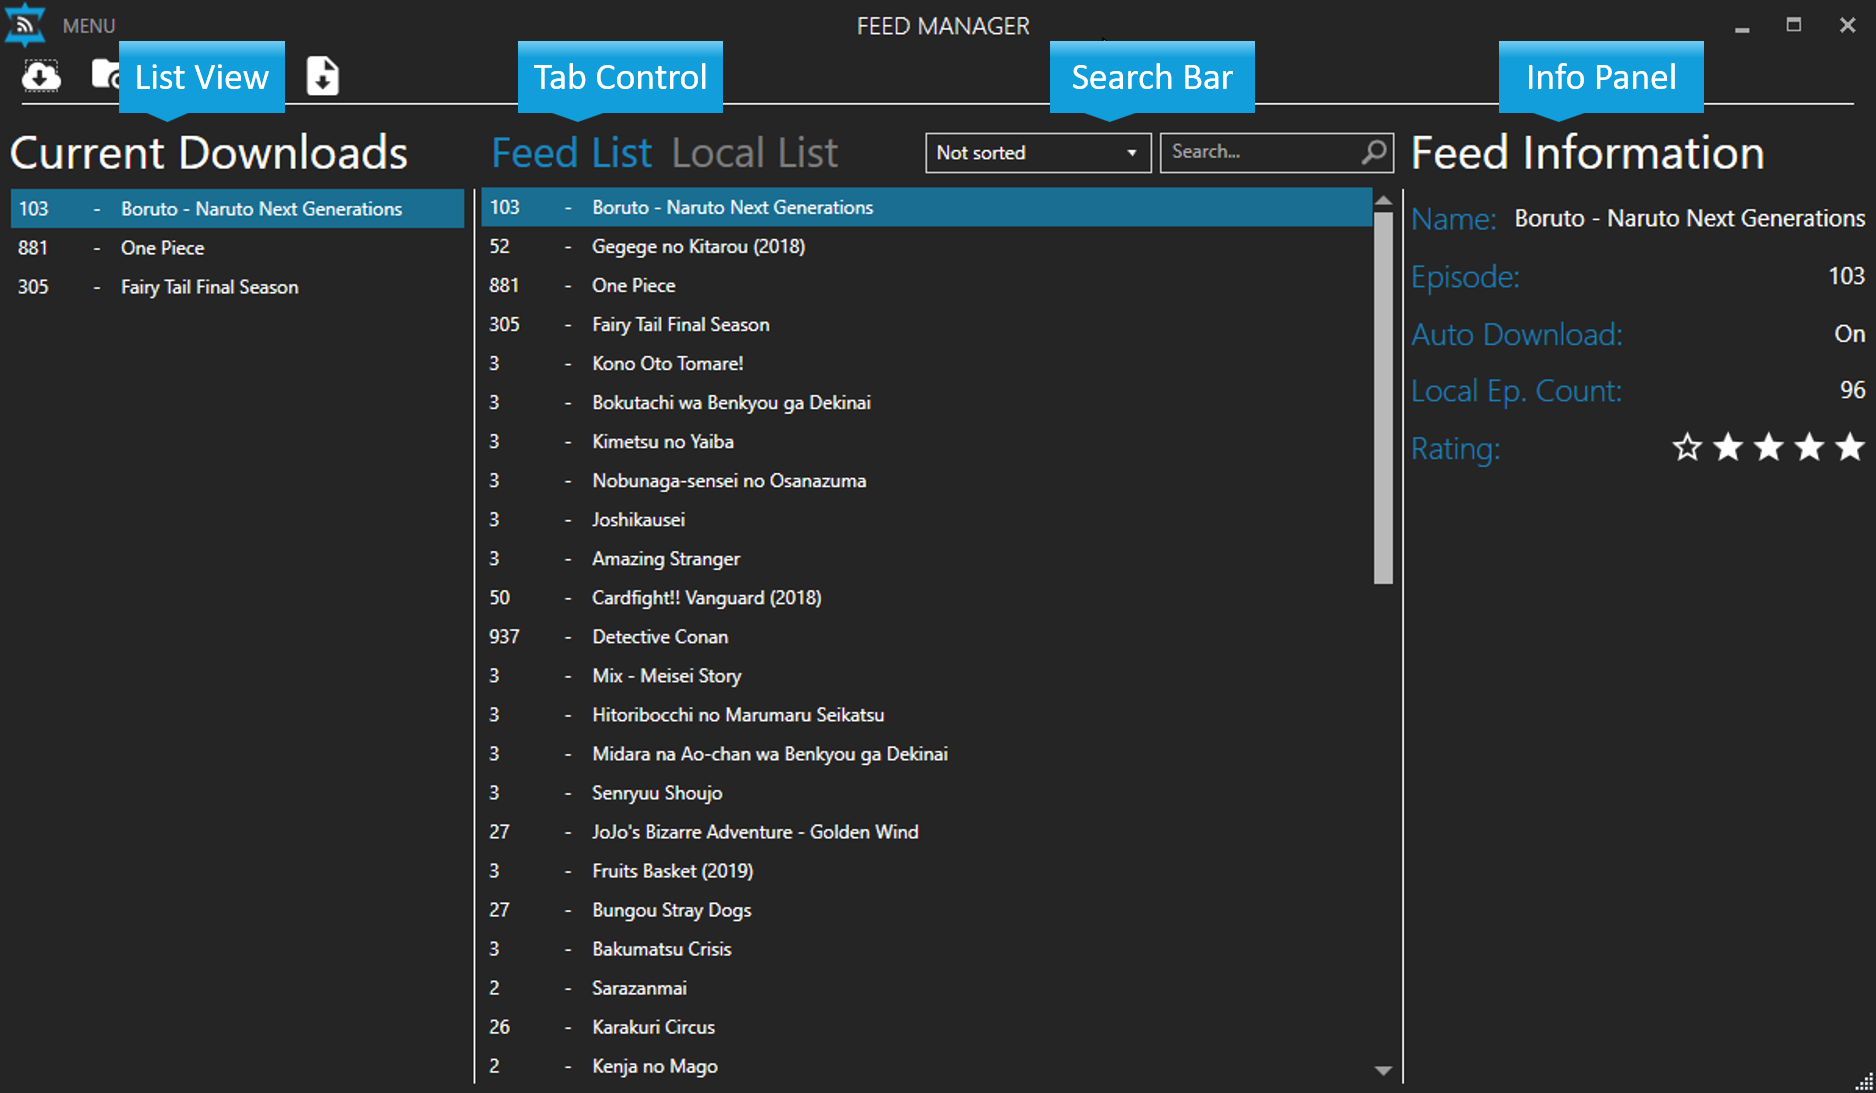 MENU
FEED MANAGER
List View
Tab Control
Search Bar
Info Panel
Current Downloads
103 - Boruto - Naruto Next Generations
881 - One Piece
305 - Fairy Tail Final Season
Feed List Local List
Not sorted
Search...
103 - Boruto - Naruto Next Generations
52 - Gegege no Kitarou (2018)
881 - One Piece
305 - Fairy Tail Final Season
3 - Kono Oto Tomare!
3 - Bokutachi wa Benkyou ga Dekinai
3 - Kimetsu no Yaiba
3 - Nobunaga-sensei no Osanazuma
3 - Joshikausei
3 - Amazing Stranger
50 - Cardfight!! Vanguard (2018)
937 - Detective Conan
3 - Mix - Meisei Story
3 - Hitoribocchi no Marumaru Seikatsu
3 - Midara na Ao-chan wa Benkyou ga Dekinai
3 - Senryuu Shoujo
27 - JoJo's Bizarre Adventure - Golden Wind
3 - Fruits Basket (2019)
27 - Bungou Stray Dogs
3 - Bakumatsu Crisis
2 - Sarazanmai
26 - Karakuri Circus
2 - Kenja no Mago
Feed Information
Name: Boruto - Naruto Next Generations
Episode: 103
Auto Download: On
Local Ep. Count: 96
Rating: